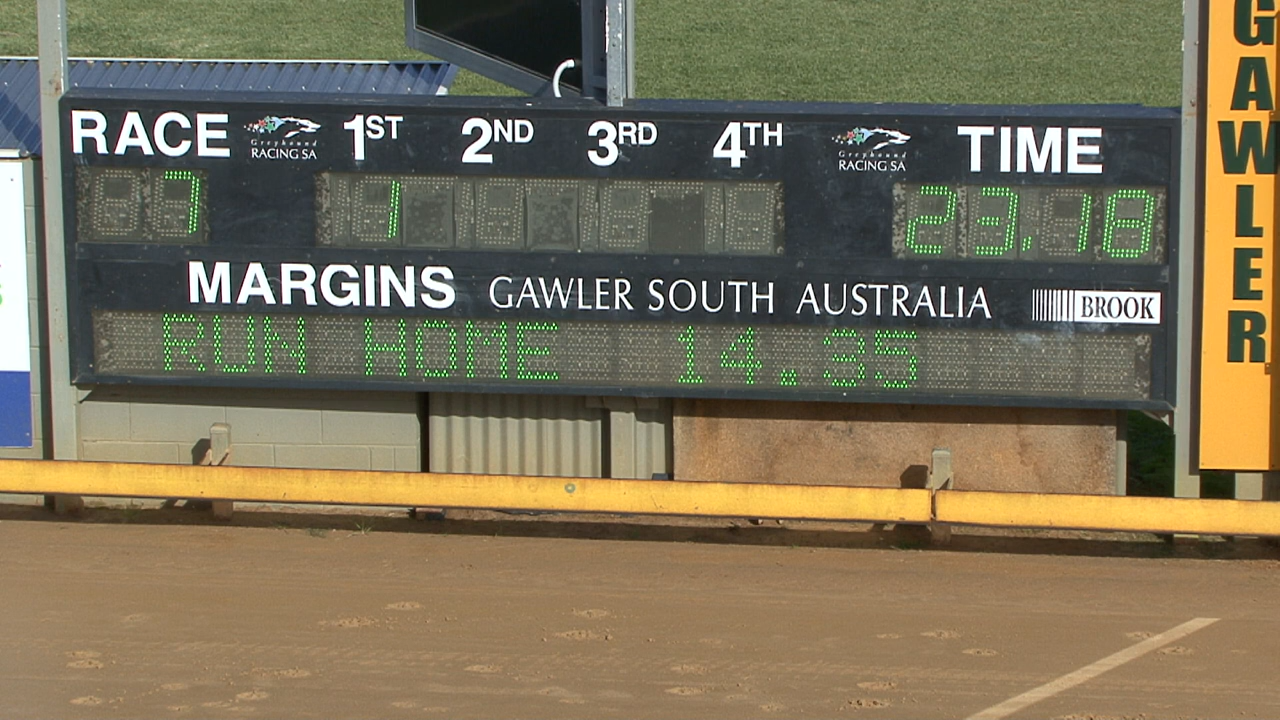 RACE Greyhound RACING SA 1ST 2ND 3RD 4TH Greyhound RACING SA TIME
7 1 23.18
MARGINS GAWLER SOUTH AUSTRALIA BROOK
RUN HOME 14.35
GAWLER